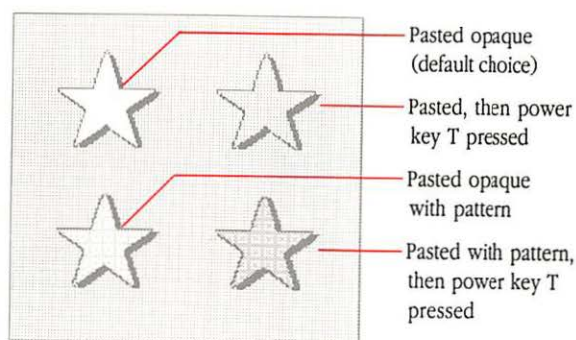 Pasted opaque
(default choice)
Pasted, then power
key T pressed
Pasted opaque
with pattern
Pasted with pattern,
then power key T
pressed